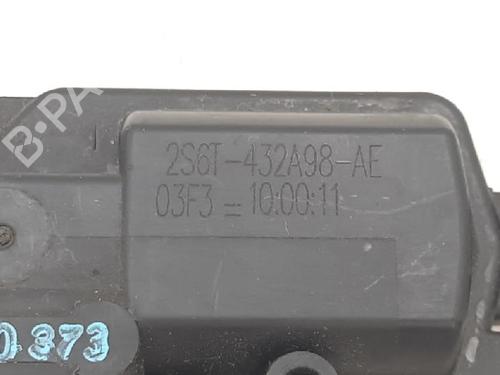 2S6T-432A98-AE
03F3 = 10:00:11
0373
B-PA